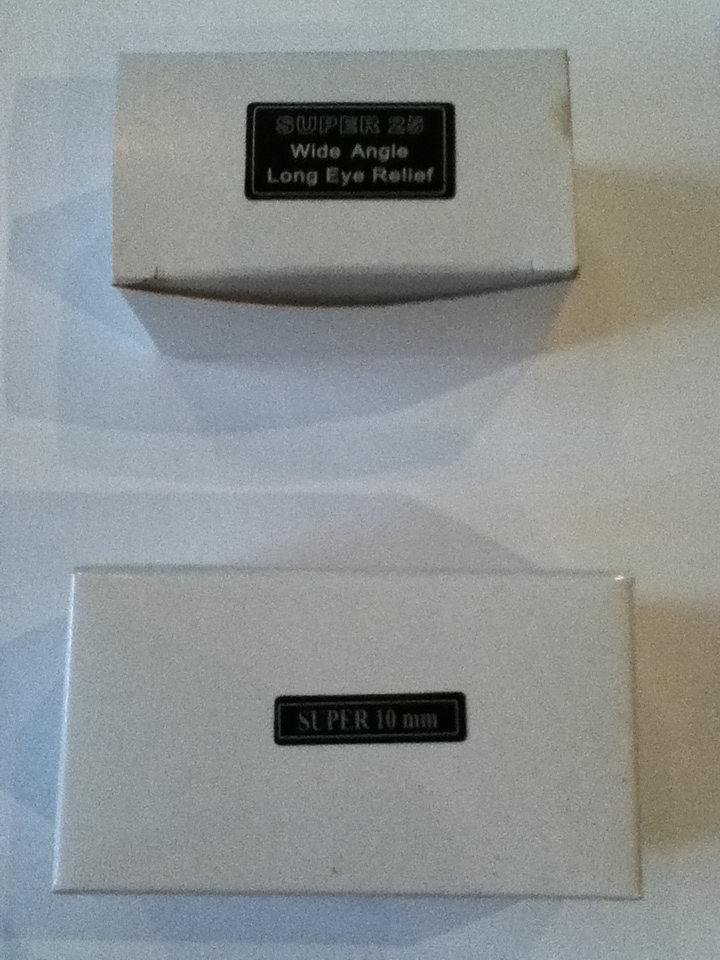 SUPER 25
Wide Angle
Long Eye Relief
SUPER 10 mm